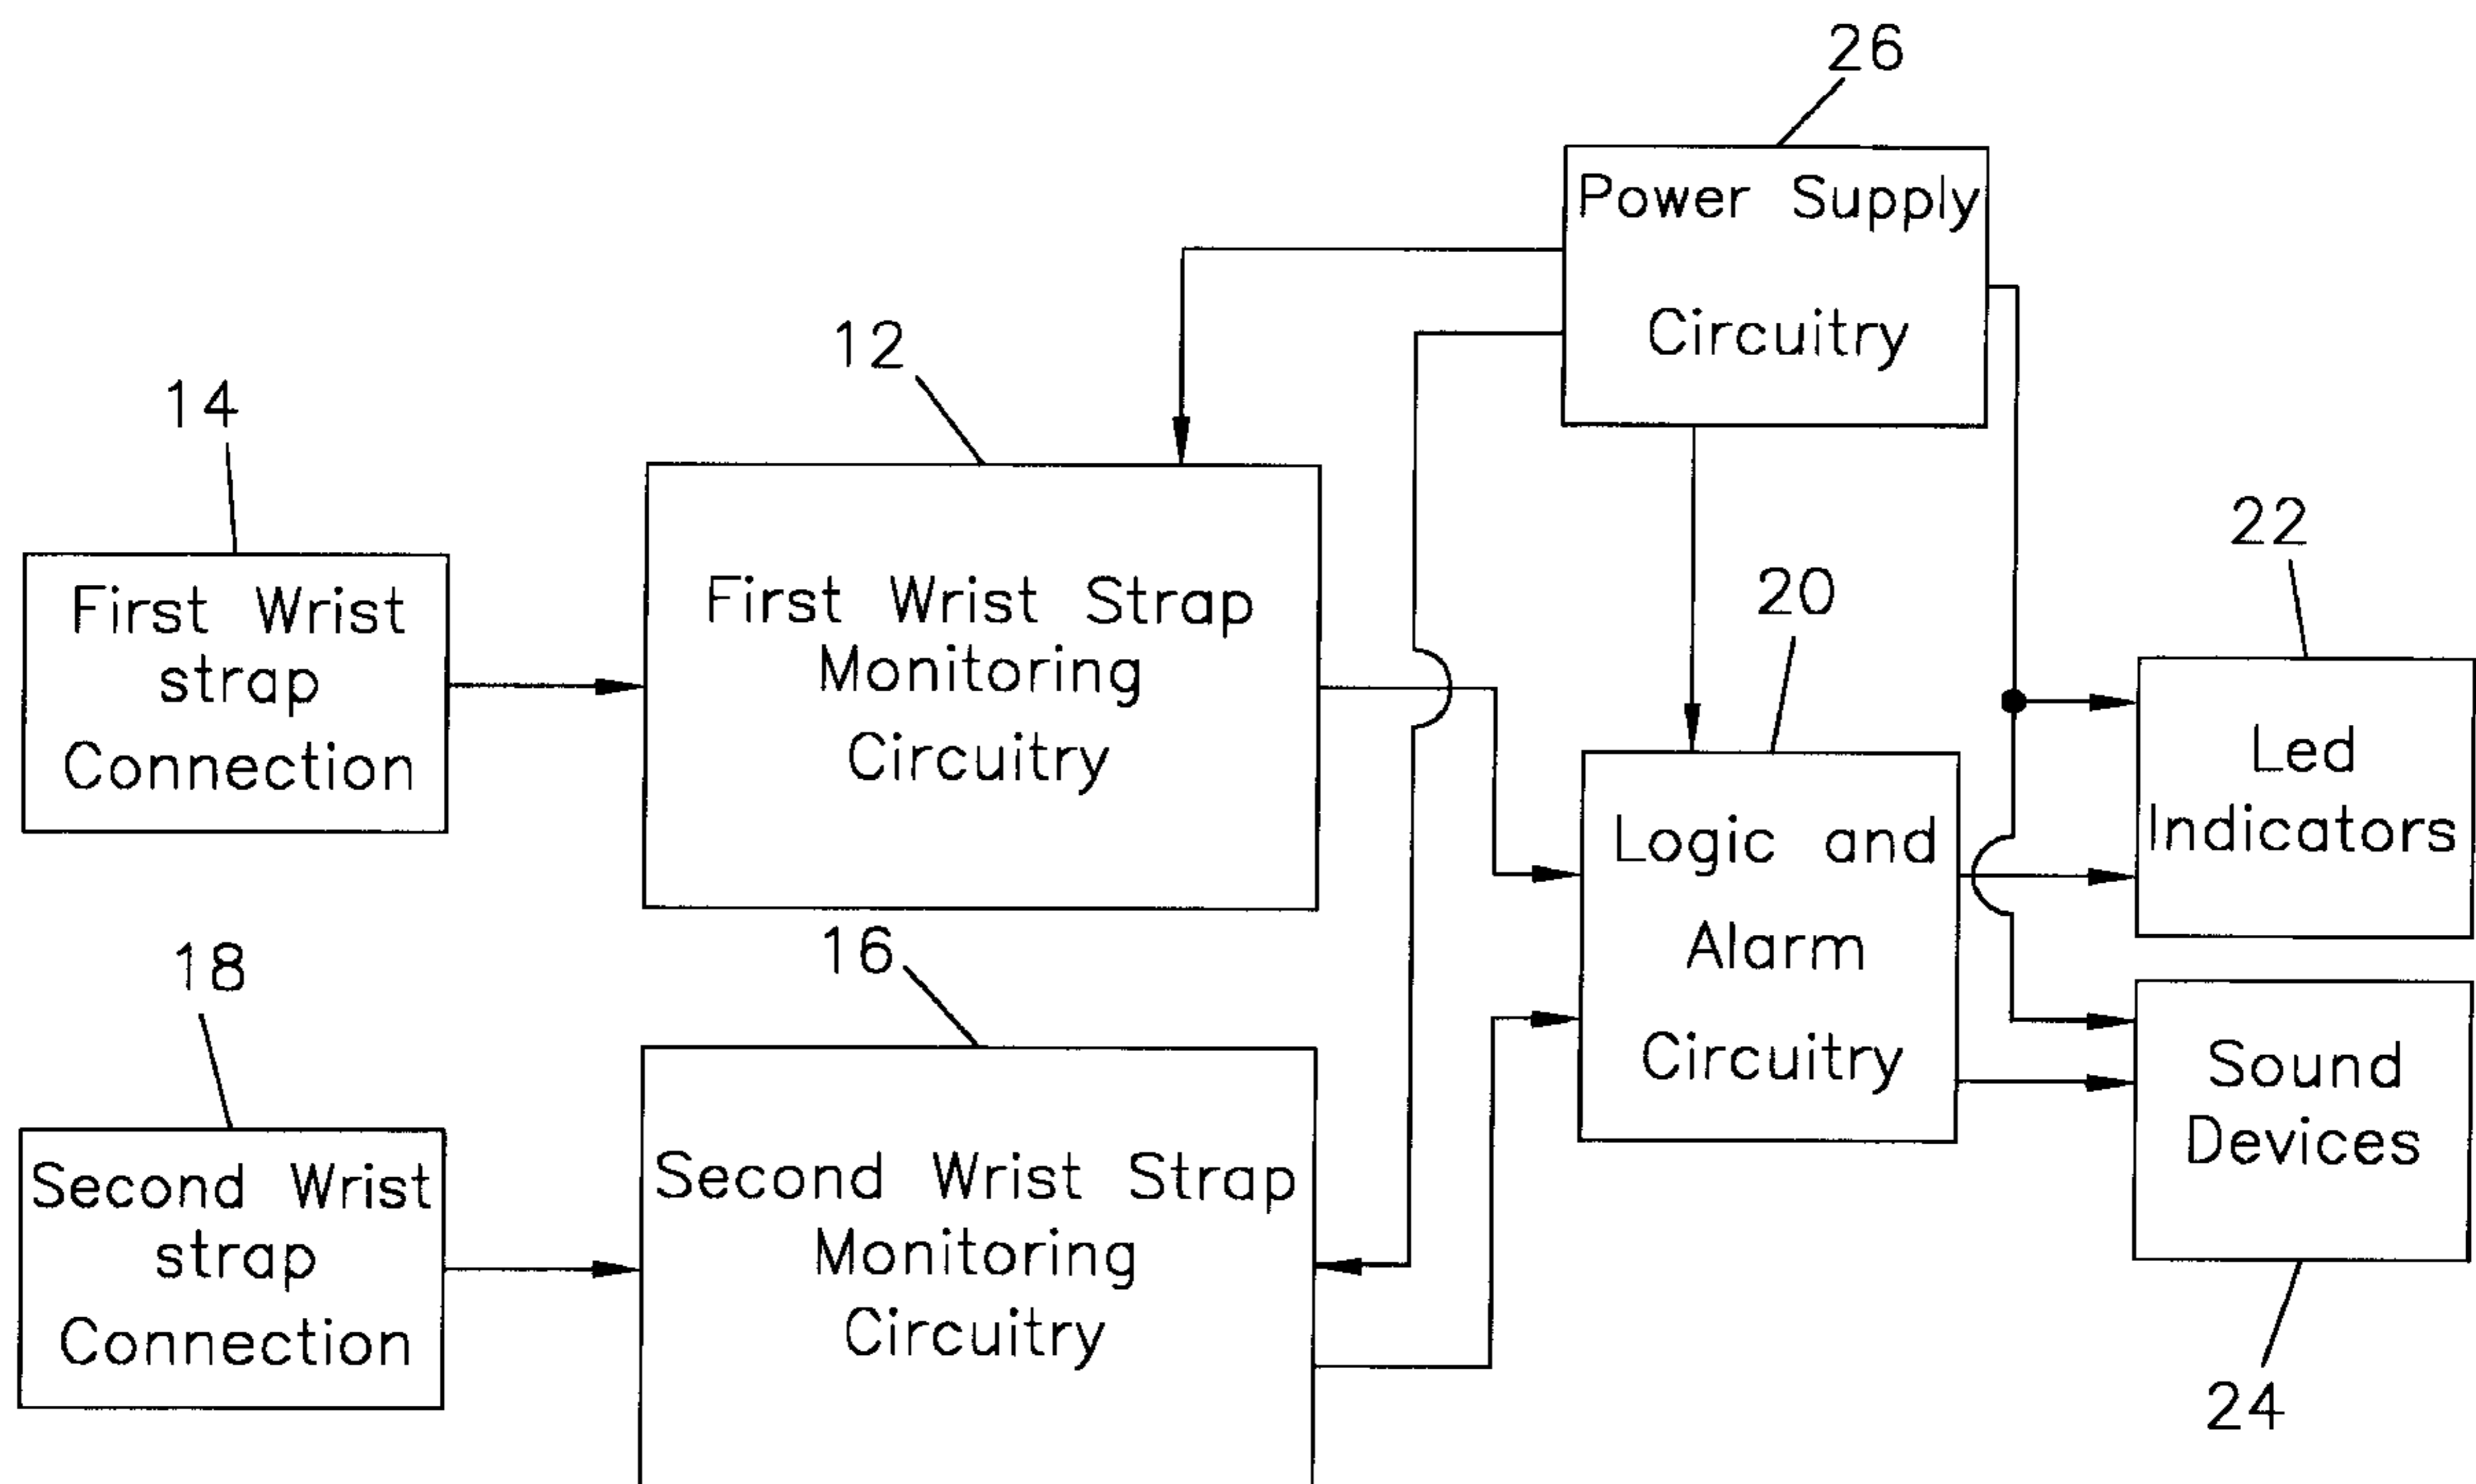 26
Power Supply
Circuitry
12
First Wrist Strap
Monitoring
Circuitry
14
First Wrist
strap
Connection
22
Led
Indicators
20
Logic and
Alarm
Circuitry
16
Second Wrist Strap
Monitoring
Circuitry
18
Second Wrist
strap
Connection
Sound
Devices
24